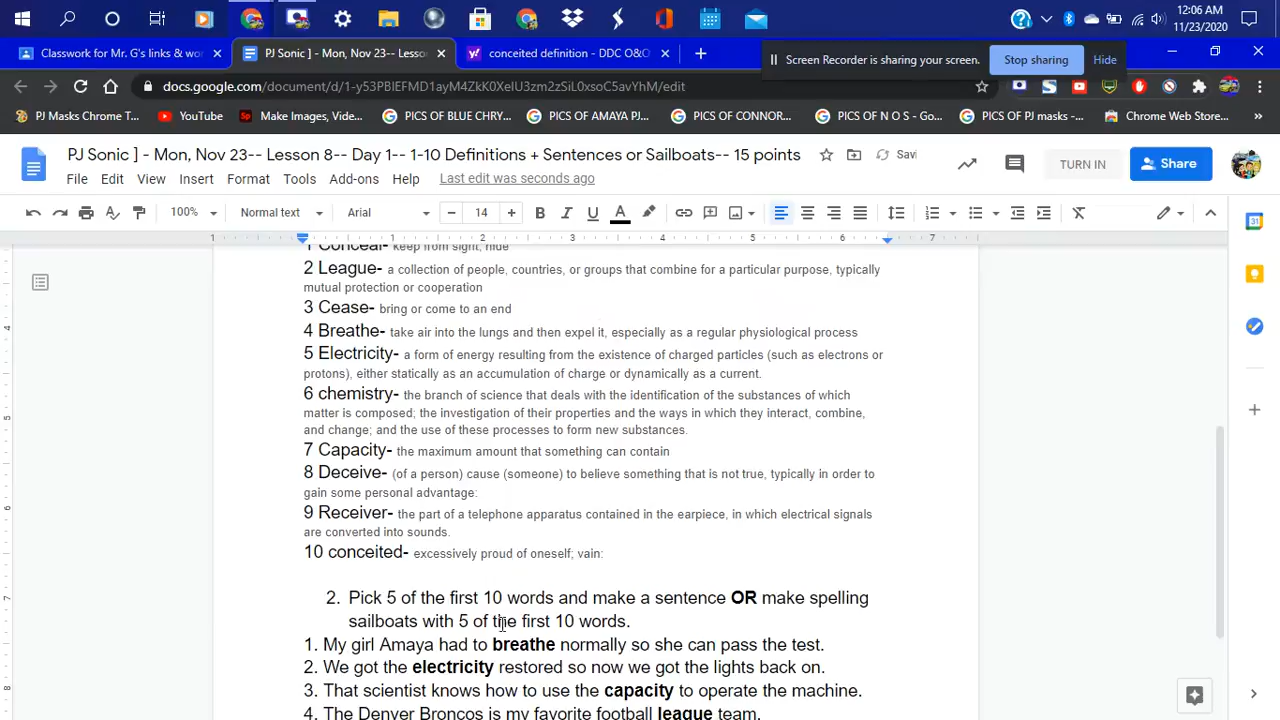 12:06 AM
11/23/2020
Classwork for Mr. G's links & wor
PJ Sonic ] - Mon, Nov 23-- Lesso
conceited definition - DDC O&O
Screen Recorder is sharing your screen.
Stop sharing
Hide
docs.google.com/document/d/1-y53PBlEFMD1ayM4ZkK0XelU3zm2zSiL0xsoC5avYhM/edit
PJ Masks Chrome T...
YouTube
Make Images, Vide...
PICS OF BLUE CHRY...
PICS OF AMAYA PJ...
PICS OF CONNOR...
PICS OF N O S - Go...
PICS OF PJ masks - ...
Chrome Web Store...
PJ Sonic ] - Mon, Nov 23-- Lesson 8-- Day 1-- 1-10 Definitions + Sentences or Sailboats-- 15 points
Savi
TURN IN
Share
File Edit View Insert Format Tools Add-ons Help Last edit was seconds ago
100% Normal text Arial 14
1 1 2 3 4 5 6 7
1 Conceal- keep from sight; hide
2 League- a collection of people, countries, or groups that combine for a particular purpose, typically
mutual protection or cooperation
3 Cease- bring or come to an end
4 Breathe- take air into the lungs and then expel it, especially as a regular physiological process
5 Electricity- a form of energy resulting from the existence of charged particles (such as electrons or
protons), either statically as an accumulation of charge or dynamically as a current.
6 chemistry- the branch of science that deals with the identification of the substances of which
matter is composed; the investigation of their properties and the ways in which they interact, combine,
and change; and the use of these processes to form new substances.
7 Capacity- the maximum amount that something can contain
8 Deceive- (of a person) cause (someone) to believe something that is not true, typically in order to
gain some personal advantage:
9 Receiver- the part of a telephone apparatus contained in the earpiece, in which electrical signals
are converted into sounds.
10 conceited- excessively proud of oneself; vain:
2. Pick 5 of the first 10 words and make a sentence OR make spelling
sailboats with 5 of the first 10 words.
1. My girl Amaya had to breathe normally so she can pass the test.
2. We got the electricity restored so now we got the lights back on.
3. That scientist knows how to use the capacity to operate the machine.
4. The Denver Broncos is my favorite football league team.